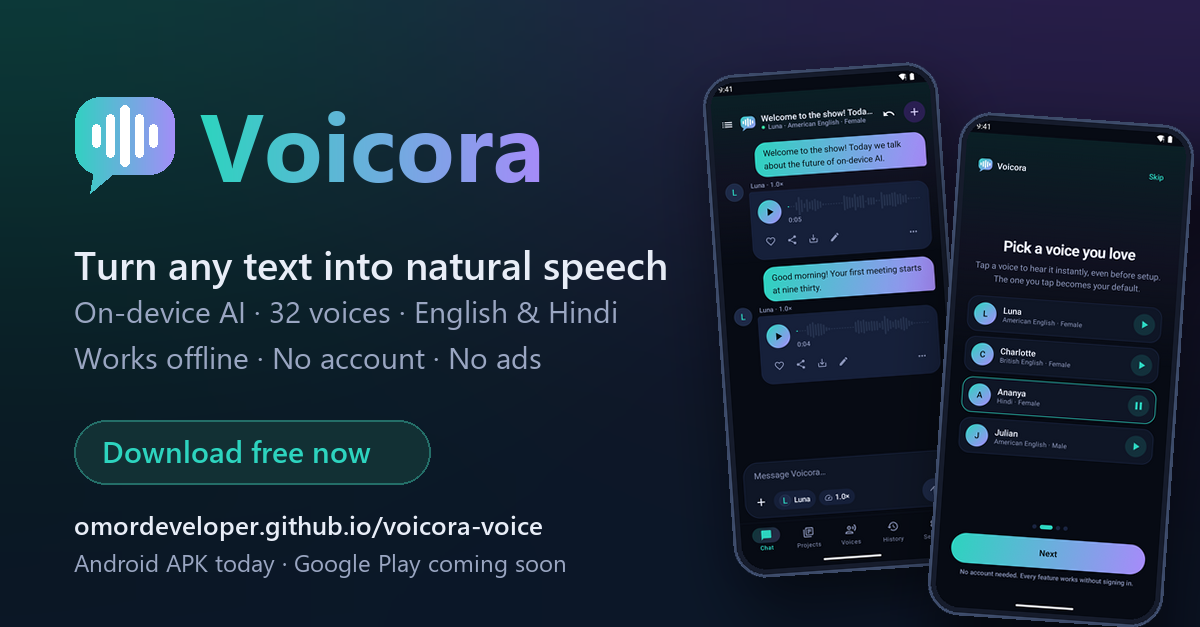 Voicora
Turn any text into natural speech
On-device AI · 32 voices · English & Hindi
Works offline · No account · No ads
Download free now
omordeveloper.github.io/voicora-voice
Android APK today · Google Play coming soon
9:41
Welcome to the show! Toda...
Luna · American English · Female
Welcome to the show! Today we talk
about the future of on-device AI.
L
Luna · 1.0×
0:05
Good morning! Your first meeting starts
at nine thirty.
L
Luna · 1.0×
0:04
Message Voicora...
L Luna
1.0×
Chat
Projects
Voices
History
9:41
Voicora
Skip
Pick a voice you love
Tap a voice to hear it instantly, even before setup.
The one you tap becomes your default.
L
Luna
American English · Female
C
Charlotte
British English · Female
A
Ananya
Hindi · Female
J
Julian
American English · Male
Next
No account needed. Every feature works without signing in.